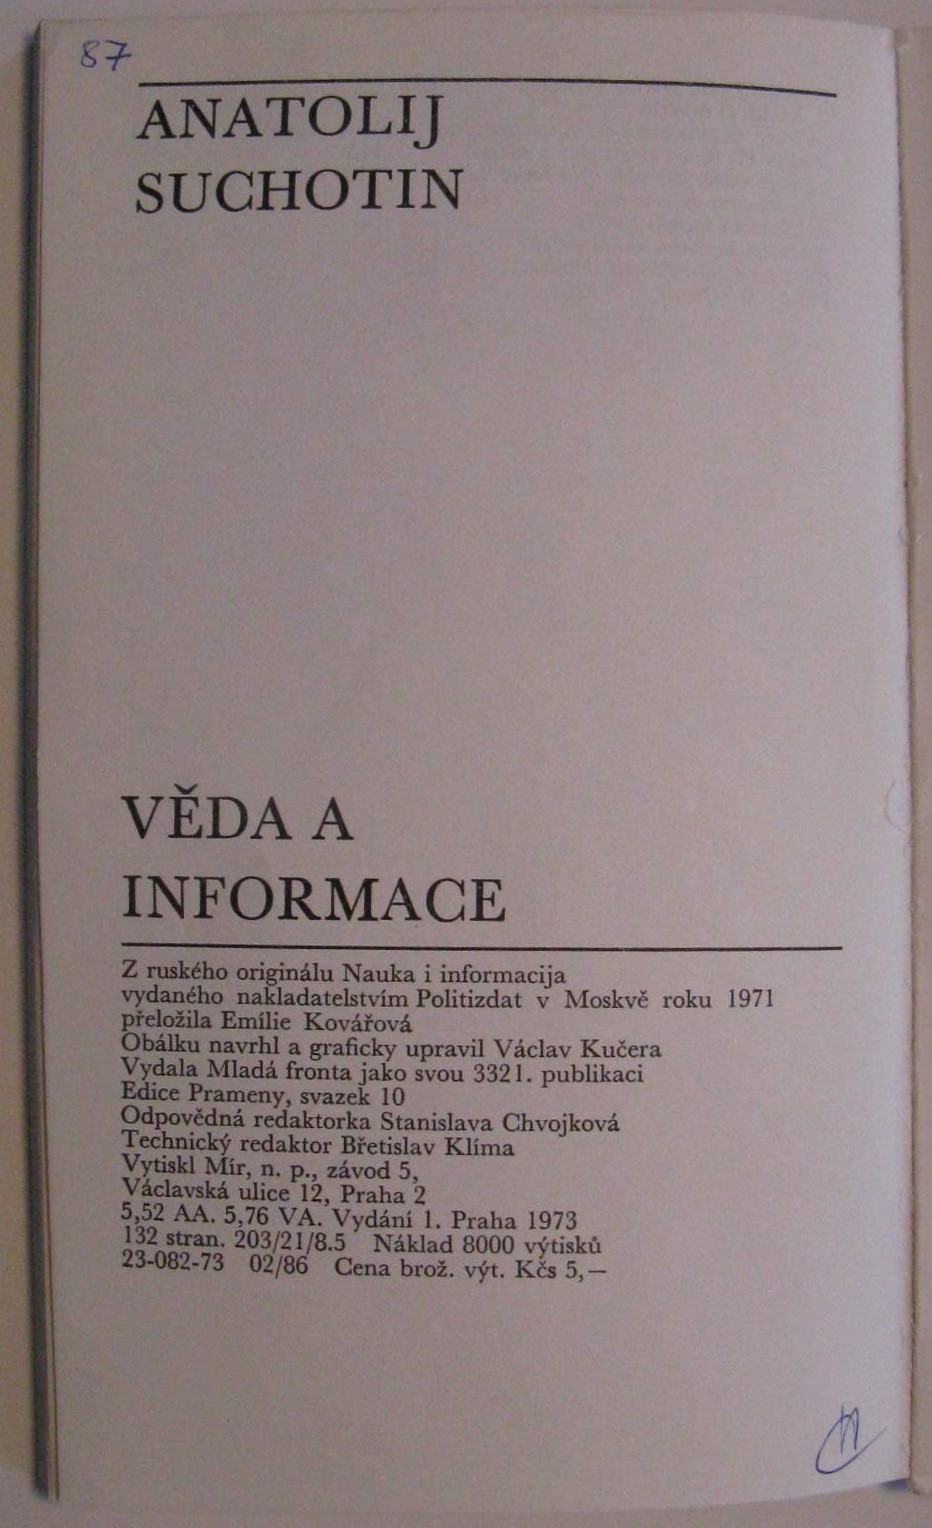 87
ANATOLIJ
SUCHOTIN
VĚDA A
INFORMACE
Z ruského originálu Nauka i informacija
vydaného nakladatelstvím Politizdat v Moskvě roku 1971
přeložila Emílie Kovářová
Obálku navrhl a graficky upravil Václav Kučera
Vydala Mladá fronta jako svou 3321. publikaci
Edice Prameny, svazek 10
Odpovědná redaktorka Stanislava Chvojková
Technický redaktor Břetislav Klíma
Vytiskl Mír, n. p., závod 5,
Václavská ulice 12, Praha 2
5,52 AA. 5,76 VA. Vydání 1. Praha 1973
132 stran. 203/21/8.5 Náklad 8000 výtisků
23-082-73 02/86 Cena brož. výt. Kčs 5,—